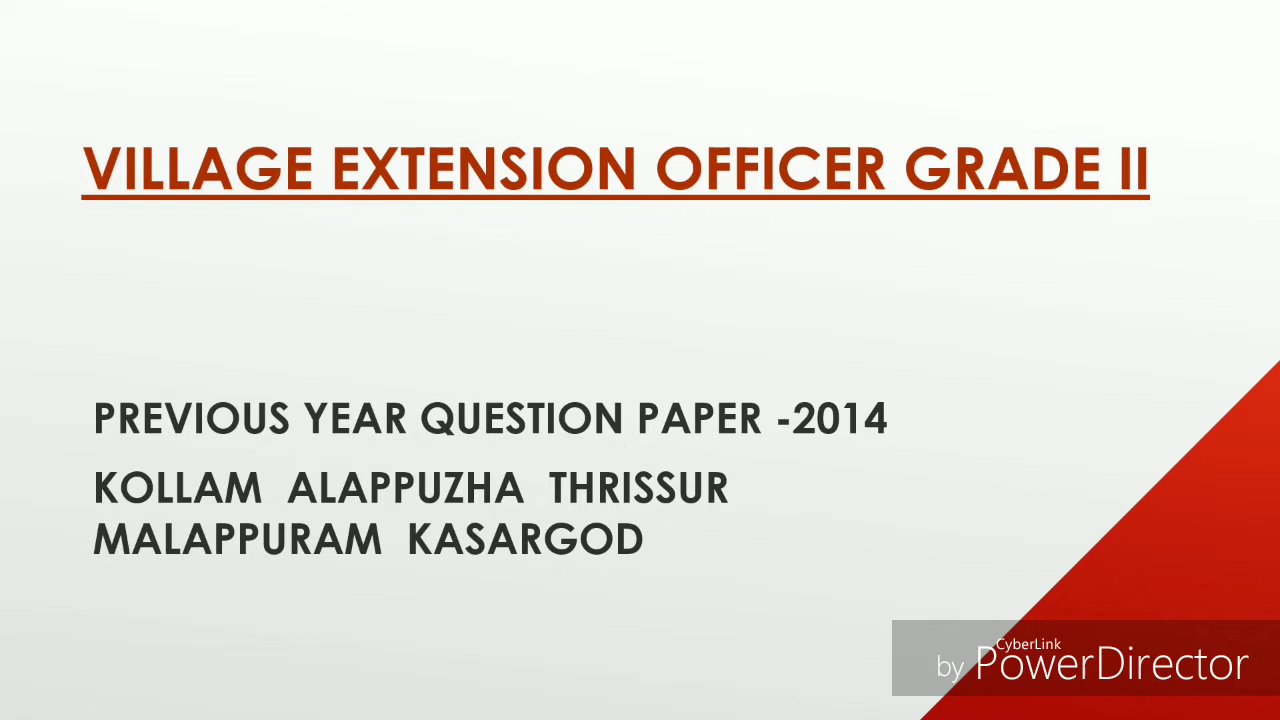 VILLAGE EXTENSION OFFICER GRADE II
PREVIOUS YEAR QUESTION PAPER -2014
KOLLAM ALAPPUZHA THRISSUR
MALAPPURAM KASARGOD
CyberLink
by PowerDirector